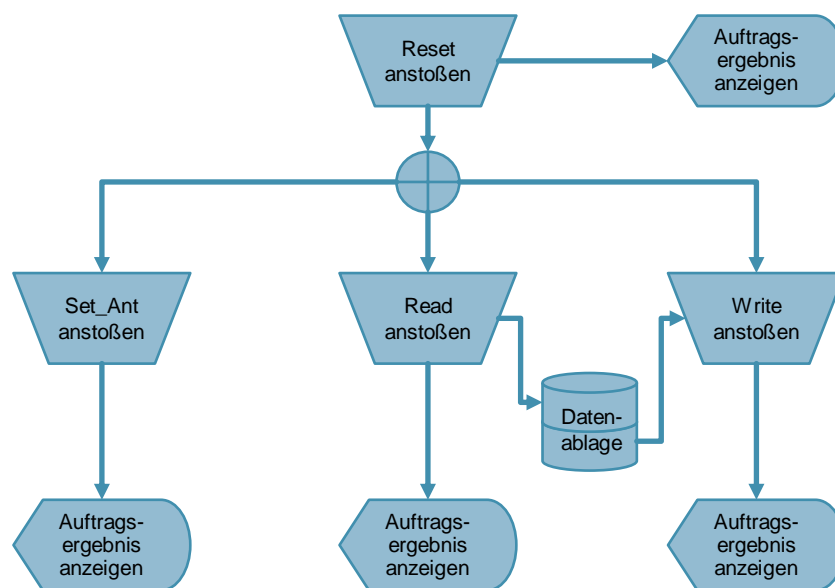 Reset
anstoßen
Auftrags-
ergebnis
anzeigen
Set_Ant
anstoßen
Read
anstoßen
Write
anstoßen
Daten-
ablage
Auftrags-
ergebnis
anzeigen
Auftrags-
ergebnis
anzeigen
Auftrags-
ergebnis
anzeigen